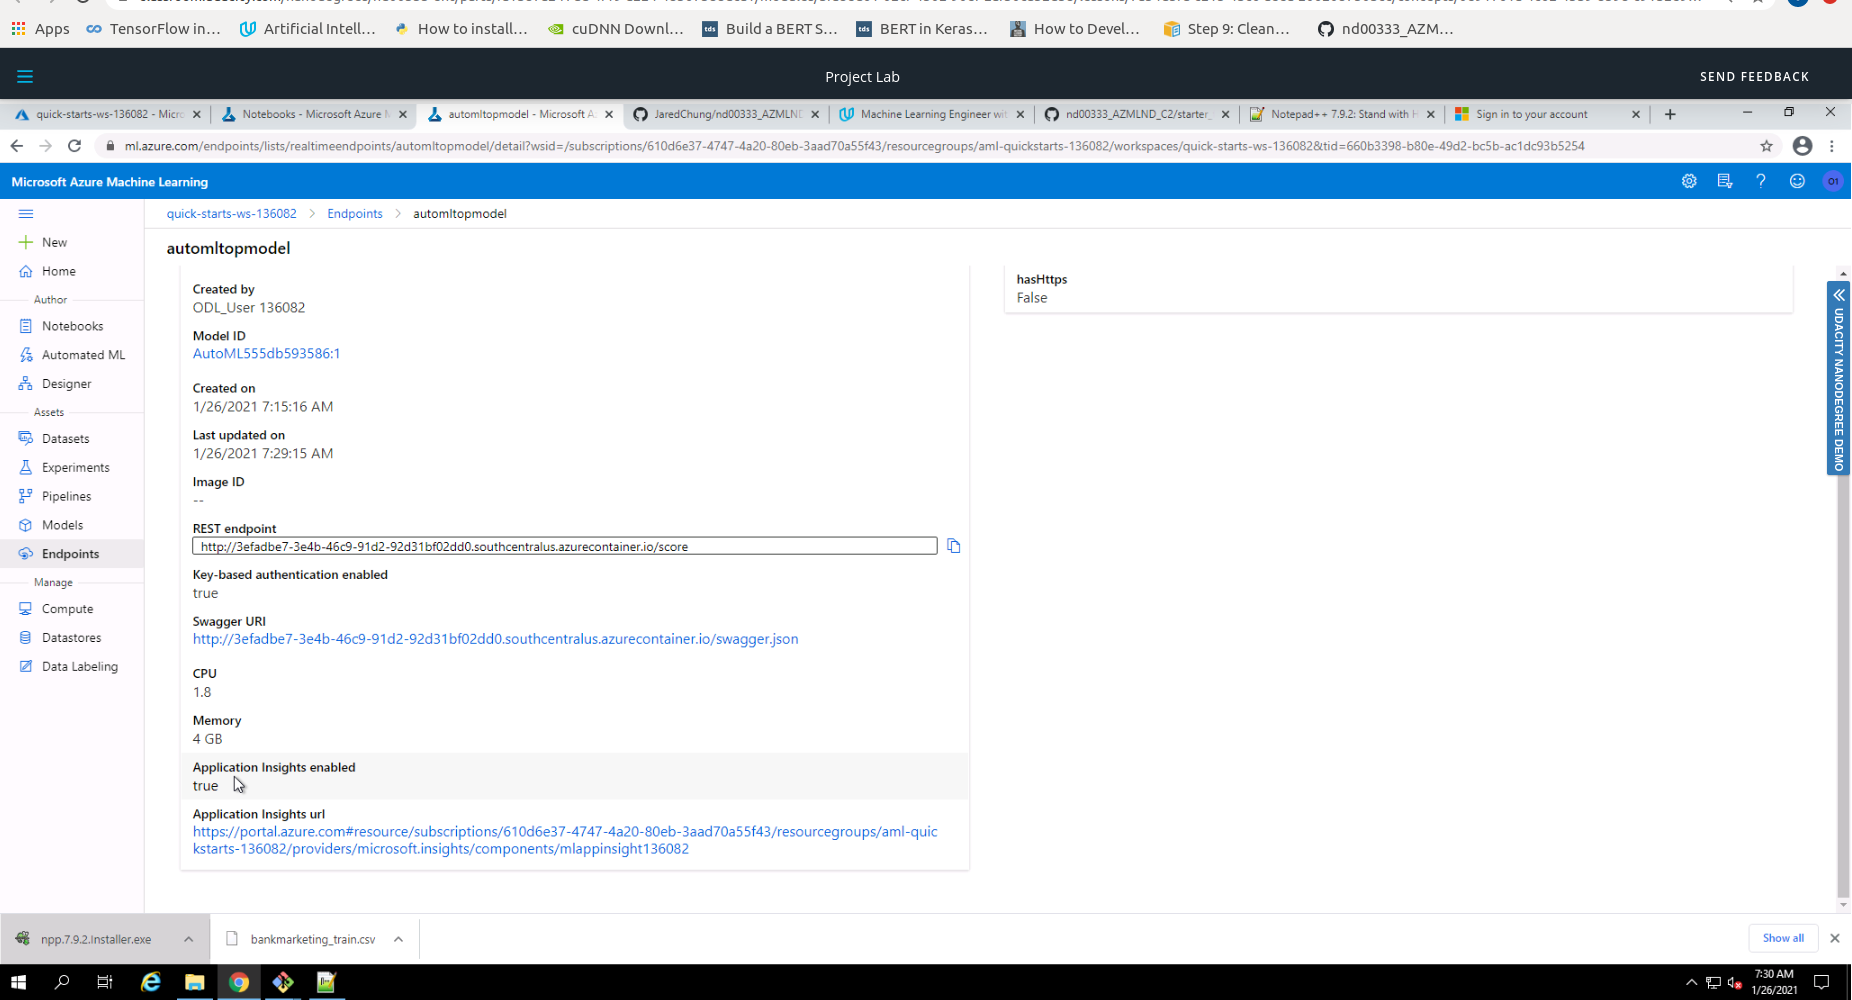 Apps
TensorFlow in...
Artificial Intell...
How to install...
cuDNN Downl...
Build a BERT S...
BERT in Keras...
How to Devel...
Step 9: Clean...
nd00333_AZM...
Project Lab
SEND FEEDBACK
quick-starts-ws-136082 - Micro
Notebooks - Microsoft Azure
automltopmodel - Microsoft A
JaredChung/nd00333_AZMLND
Machine Learning Engineer wit
nd00333_AZMLND_C2/starter_
Notepad++ 7.9.2: Stand with H
Sign in to your account
ml.azure.com/endpoints/lists/realtimeendpoints/automltopmodel/detail?wsid=/subscriptions/610d6e37-4747-4a20-80eb-3aad70a55f43/resourcegroups/aml-quickstarts-136082/workspaces/quick-starts-ws-136082&tid=660b3398-b80e-49d2-bc5b-ac1dc93b5254
Microsoft Azure Machine Learning
01
quick-starts-ws-136082 > Endpoints > automltopmodel
New
Home
Author
Notebooks
Automated ML
Designer
Assets
Datasets
Experiments
Pipelines
Models
Endpoints
Manage
Compute
Datastores
Data Labeling
automltopmodel
Created by
ODL_User 136082
Model ID
AutoML555db593586:1
Created on
1/26/2021 7:15:16 AM
Last updated on
1/26/2021 7:29:15 AM
Image ID
--
REST endpoint
http://3efadbe7-3e4b-46c9-91d2-92d31bf02dd0.southcentralus.azurecontainer.io/score
Key-based authentication enabled
true
Swagger URI
http://3efadbe7-3e4b-46c9-91d2-92d31bf02dd0.southcentralus.azurecontainer.io/swagger.json
CPU
1.8
Memory
4 GB
Application Insights enabled
true
Application Insights url
https://portal.azure.com#resource/subscriptions/610d6e37-4747-4a20-80eb-3aad70a55f43/resourcegroups/aml-quic
kstarts-136082/providers/microsoft.insights/components/mlappinsight136082
hasHttps
False
UDACITY NANODEGREE DEMO
npp.7.9.2.Installer.exe
bankmarketing_train.csv
Show all
7:30 AM
1/26/2021